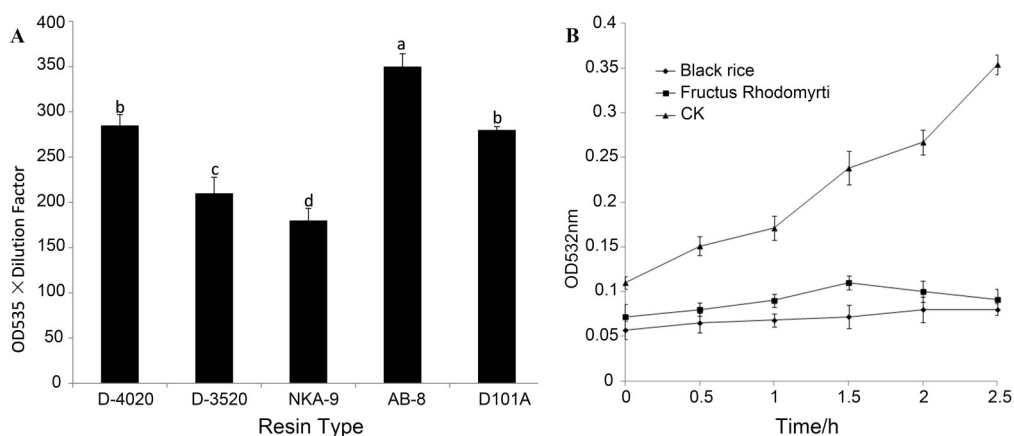 A
OD535 × Dilution Factor
400
350
300
250
200
150
100
50
0
b
c
d
a
b
D-4020 D-3520 NKA-9 AB-8 D101A
Resin Type
B
OD532nm
0.4
0.35
0.3
0.25
0.2
0.15
0.1
0.05
0
Black rice
Fructus Rhodomyrti
CK
0 0.5 1 1.5 2 2.5
Time/h